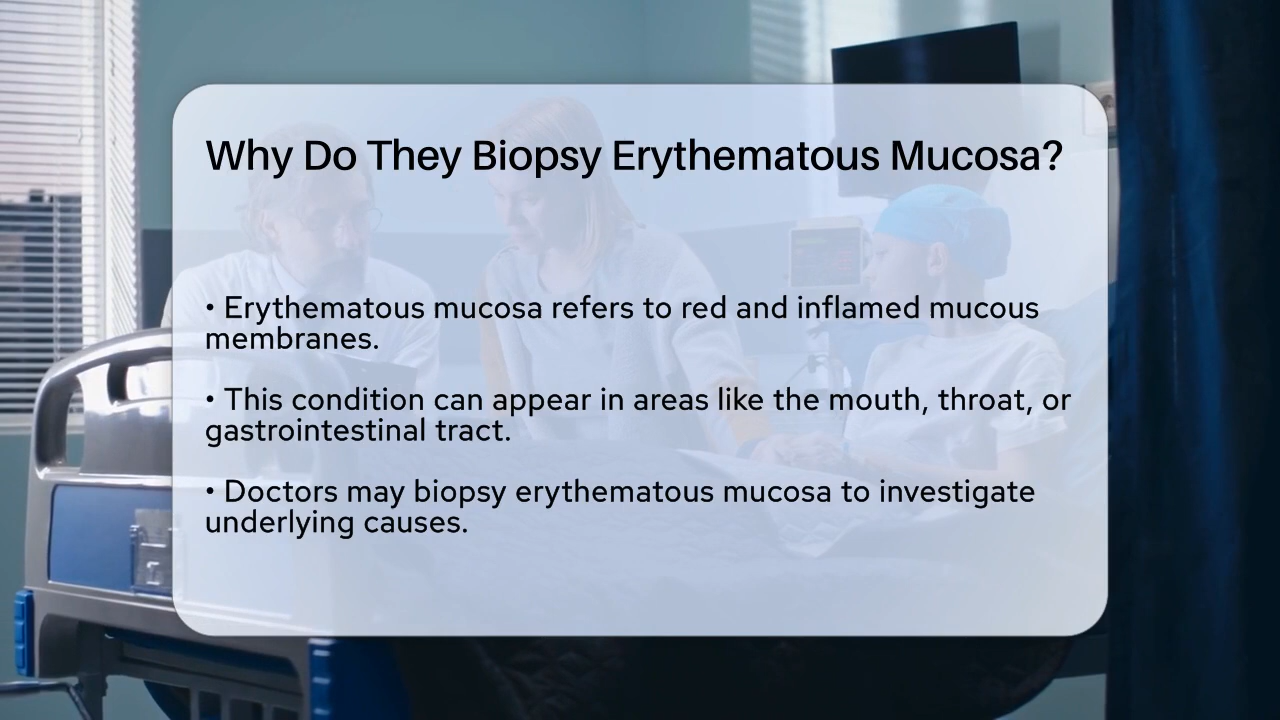 Why Do They Biopsy Erythematous Mucosa?
• Erythematous mucosa refers to red and inflamed mucous
membranes.
• This condition can appear in areas like the mouth, throat, or
gastrointestinal tract.
• Doctors may biopsy erythematous mucosa to investigate
underlying causes.